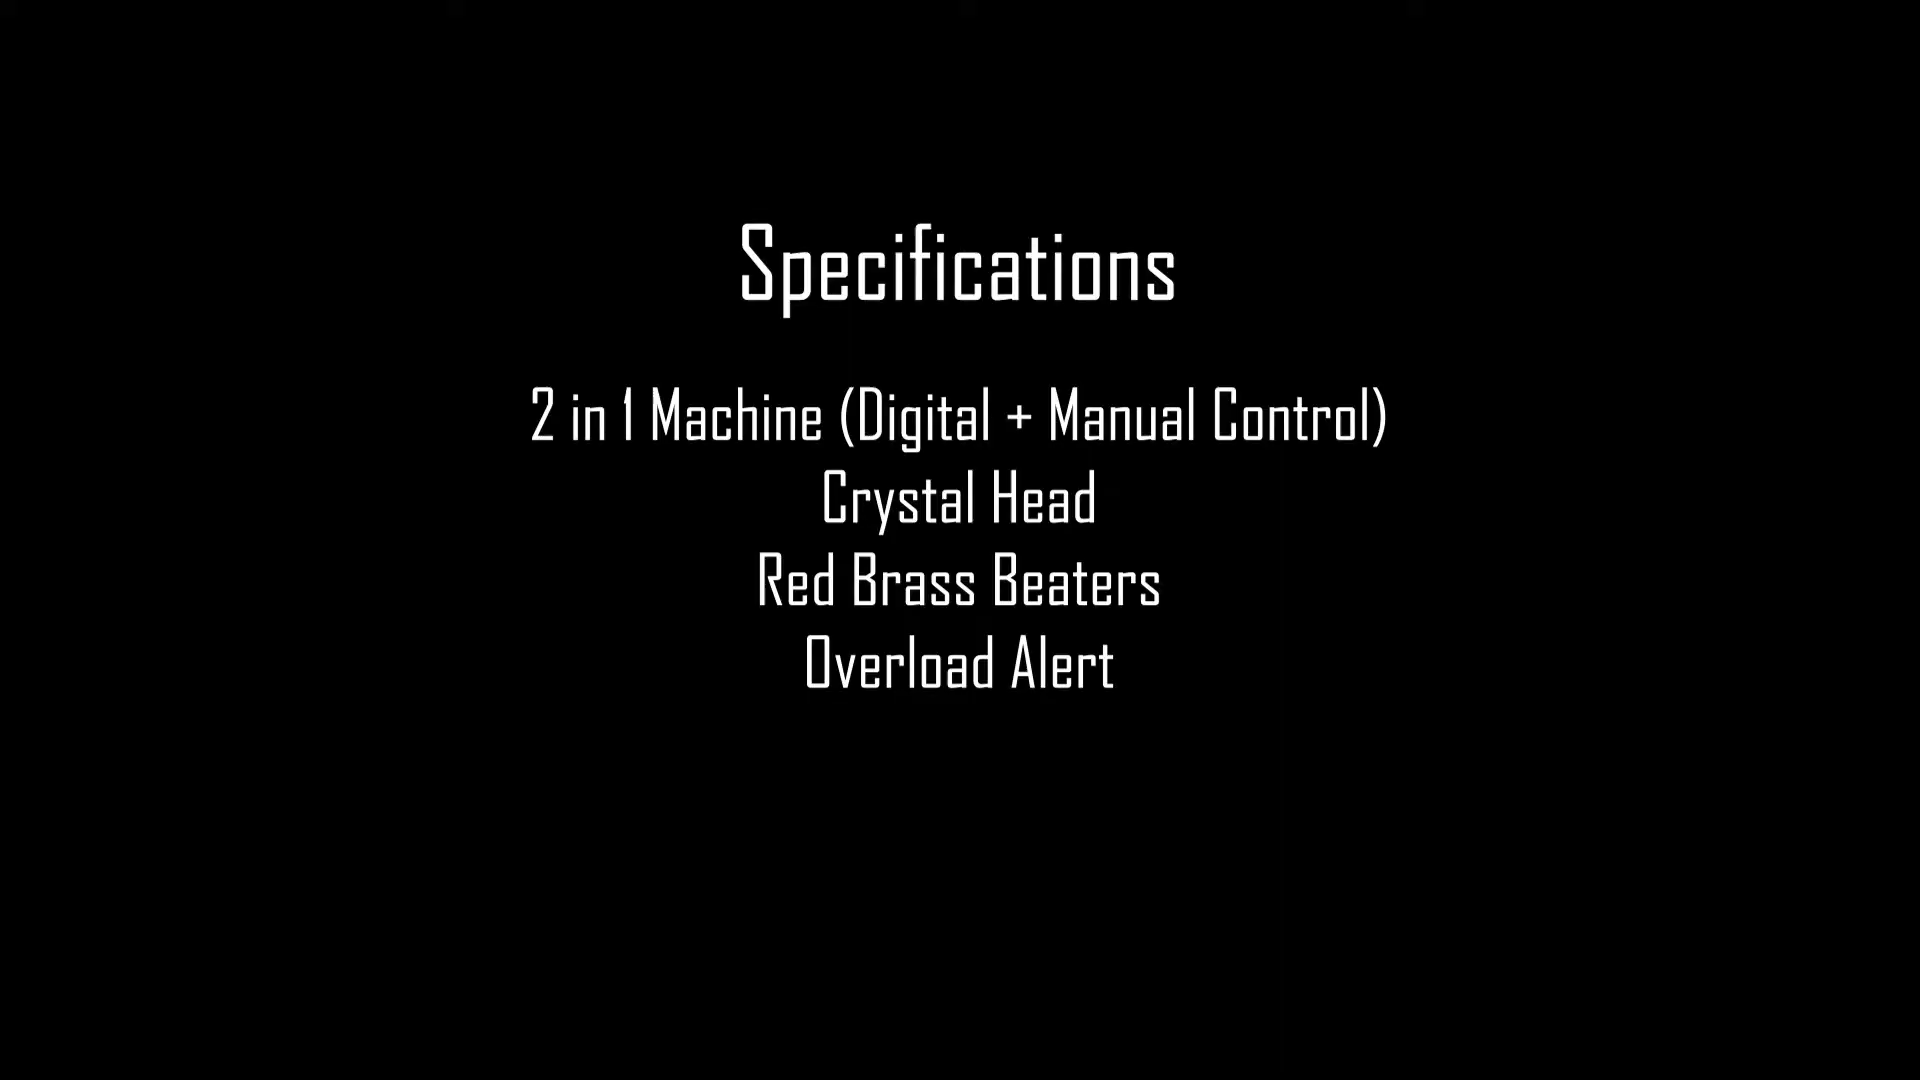 Specifications
2 in 1 Machine (Digital + Manual Control)
Crystal Head
Red Brass Beaters
Overload Alert